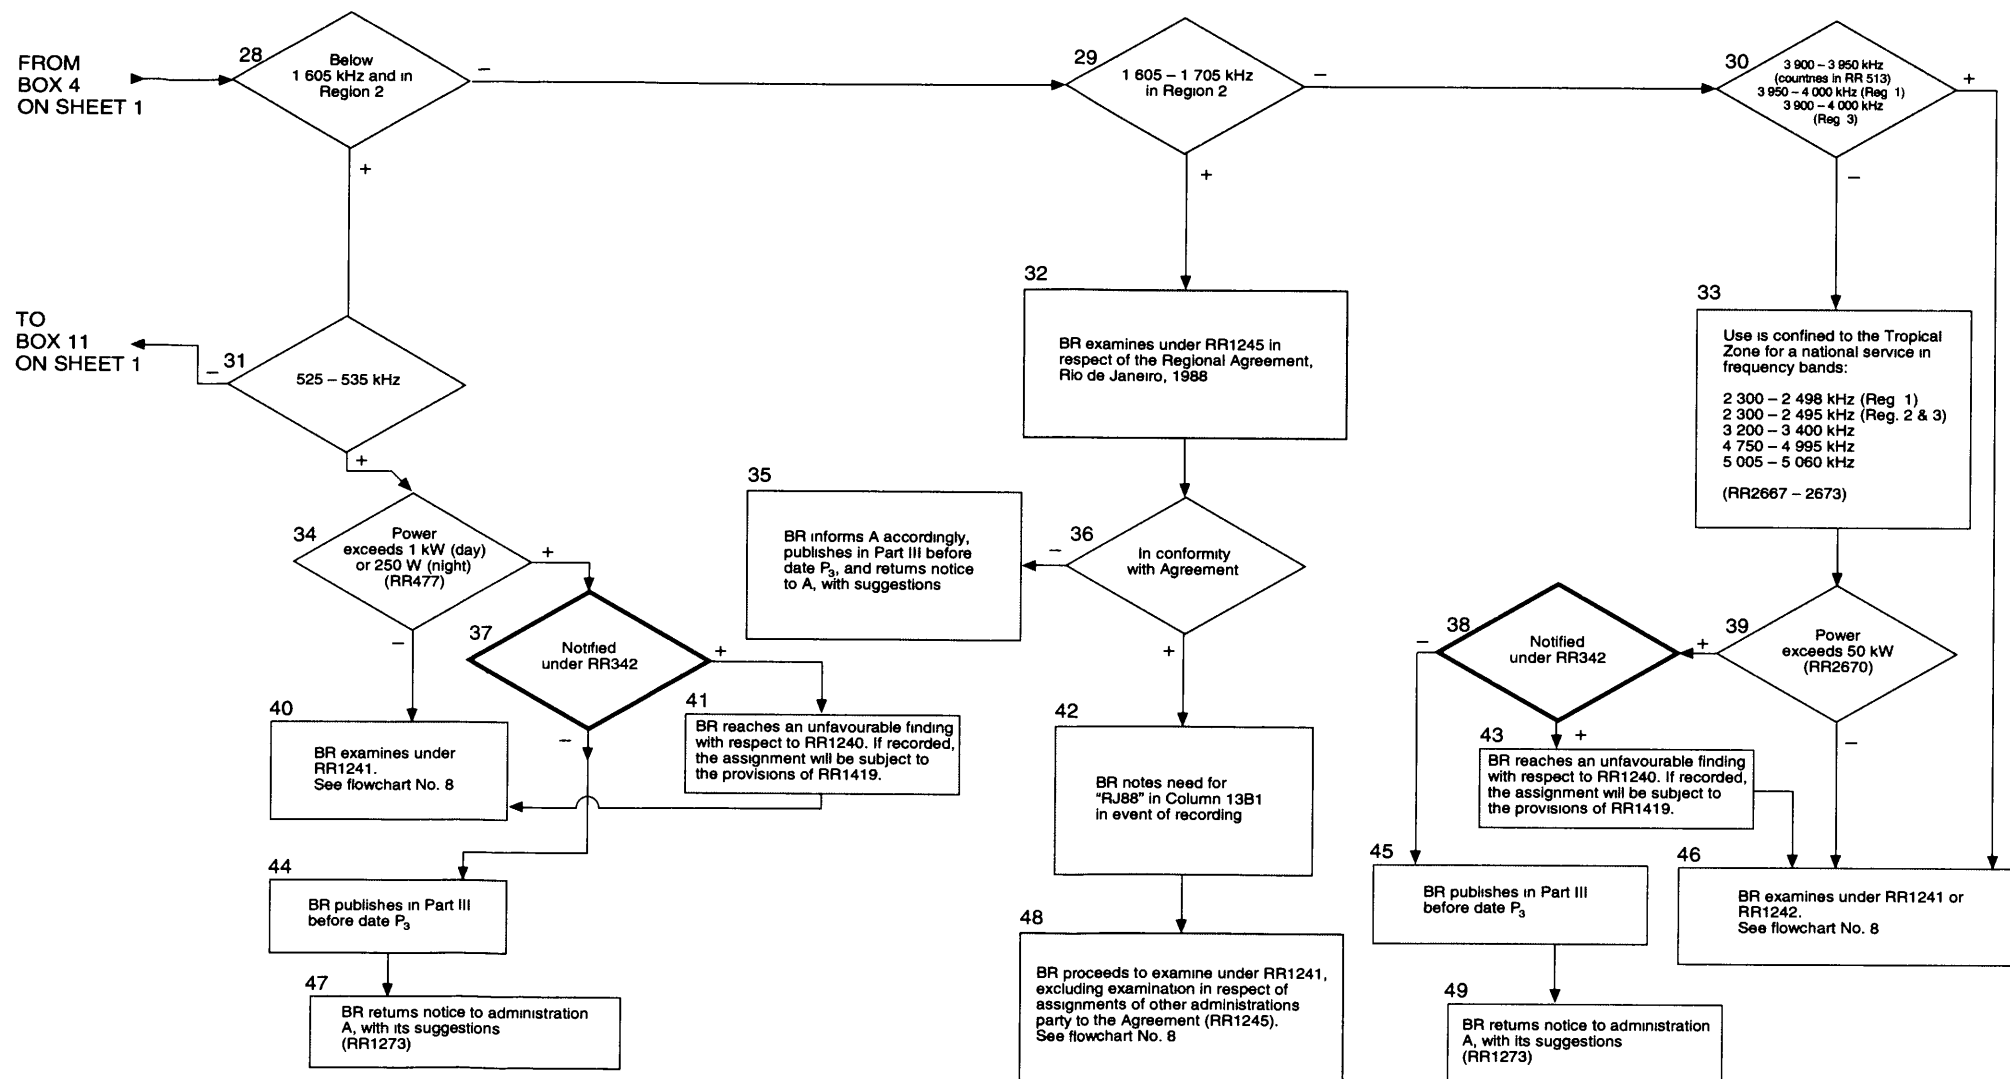 FROM
BOX 4
ON SHEET 1
28
Below
1 605 kHz and in
Region 2
–
+
29
1 605 – 1 705 kHz
in Region 2
–
+
30
3 900 – 3 950 kHz
(countries in RR 513)
3 950 – 4 000 kHz (Reg 1)
3 900 – 4 000 kHz
(Reg 3)
+
–
TO
BOX 11
ON SHEET 1
31
–
525 – 535 kHz
+
32
BR examines under RR1245 in
respect of the Regional Agreement,
Rio de Janeiro, 1988
33
Use is confined to the Tropical
Zone for a national service in
frequency bands:
2 300 – 2 498 kHz (Reg 1)
2 300 – 2 495 kHz (Reg. 2 & 3)
3 200 – 3 400 kHz
4 750 – 4 995 kHz
5 005 – 5 060 kHz
(RR2667 – 2673)
34
Power
exceeds 1 kW (day)
or 250 W (night)
(RR477)
+
–
35
BR informs A accordingly,
publishes in Part III before
date P3, and returns notice
to A, with suggestions
36
–
In conformity
with Agreement
+
37
Notified
under RR342
+
–
38
–
Notified
under RR342
+
39
+
Power
exceeds 50 kW
(RR2670)
–
40
BR examines under
RR1241.
See flowchart No. 8
41
BR reaches an unfavourable finding
with respect to RR1240. If recorded,
the assignment will be subject to
the provisions of RR1419.
42
BR notes need for
"RJ88" in Column 13B1
in event of recording
43
BR reaches an unfavourable finding
with respect to RR1240. If recorded,
the assignment will be subject to
the provisions of RR1419.
44
BR publishes in Part III
before date P3
45
BR publishes in Part III
before date P3
46
BR examines under RR1241 or
RR1242.
See flowchart No. 8
47
BR returns notice to administration
A, with its suggestions
(RR1273)
48
BR proceeds to examine under RR1241,
excluding examination in respect of
assignments of other administrations
party to the Agreement (RR1245).
See flowchart No. 8
49
BR returns notice to administration
A, with its suggestions
(RR1273)